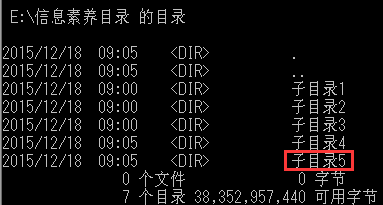 E:\信息素养目录 的目录
2015/12/18 09:05 <DIR> .
2015/12/18 09:05 <DIR> ..
2015/12/18 09:00 <DIR> 子目录1
2015/12/18 09:00 <DIR> 子目录2
2015/12/18 09:00 <DIR> 子目录3
2015/12/18 09:05 <DIR> 子目录4
2015/12/18 09:05 <DIR> 子目录5
0 个文件 0 字节
7 个目录 38,352,957,440 可用字节